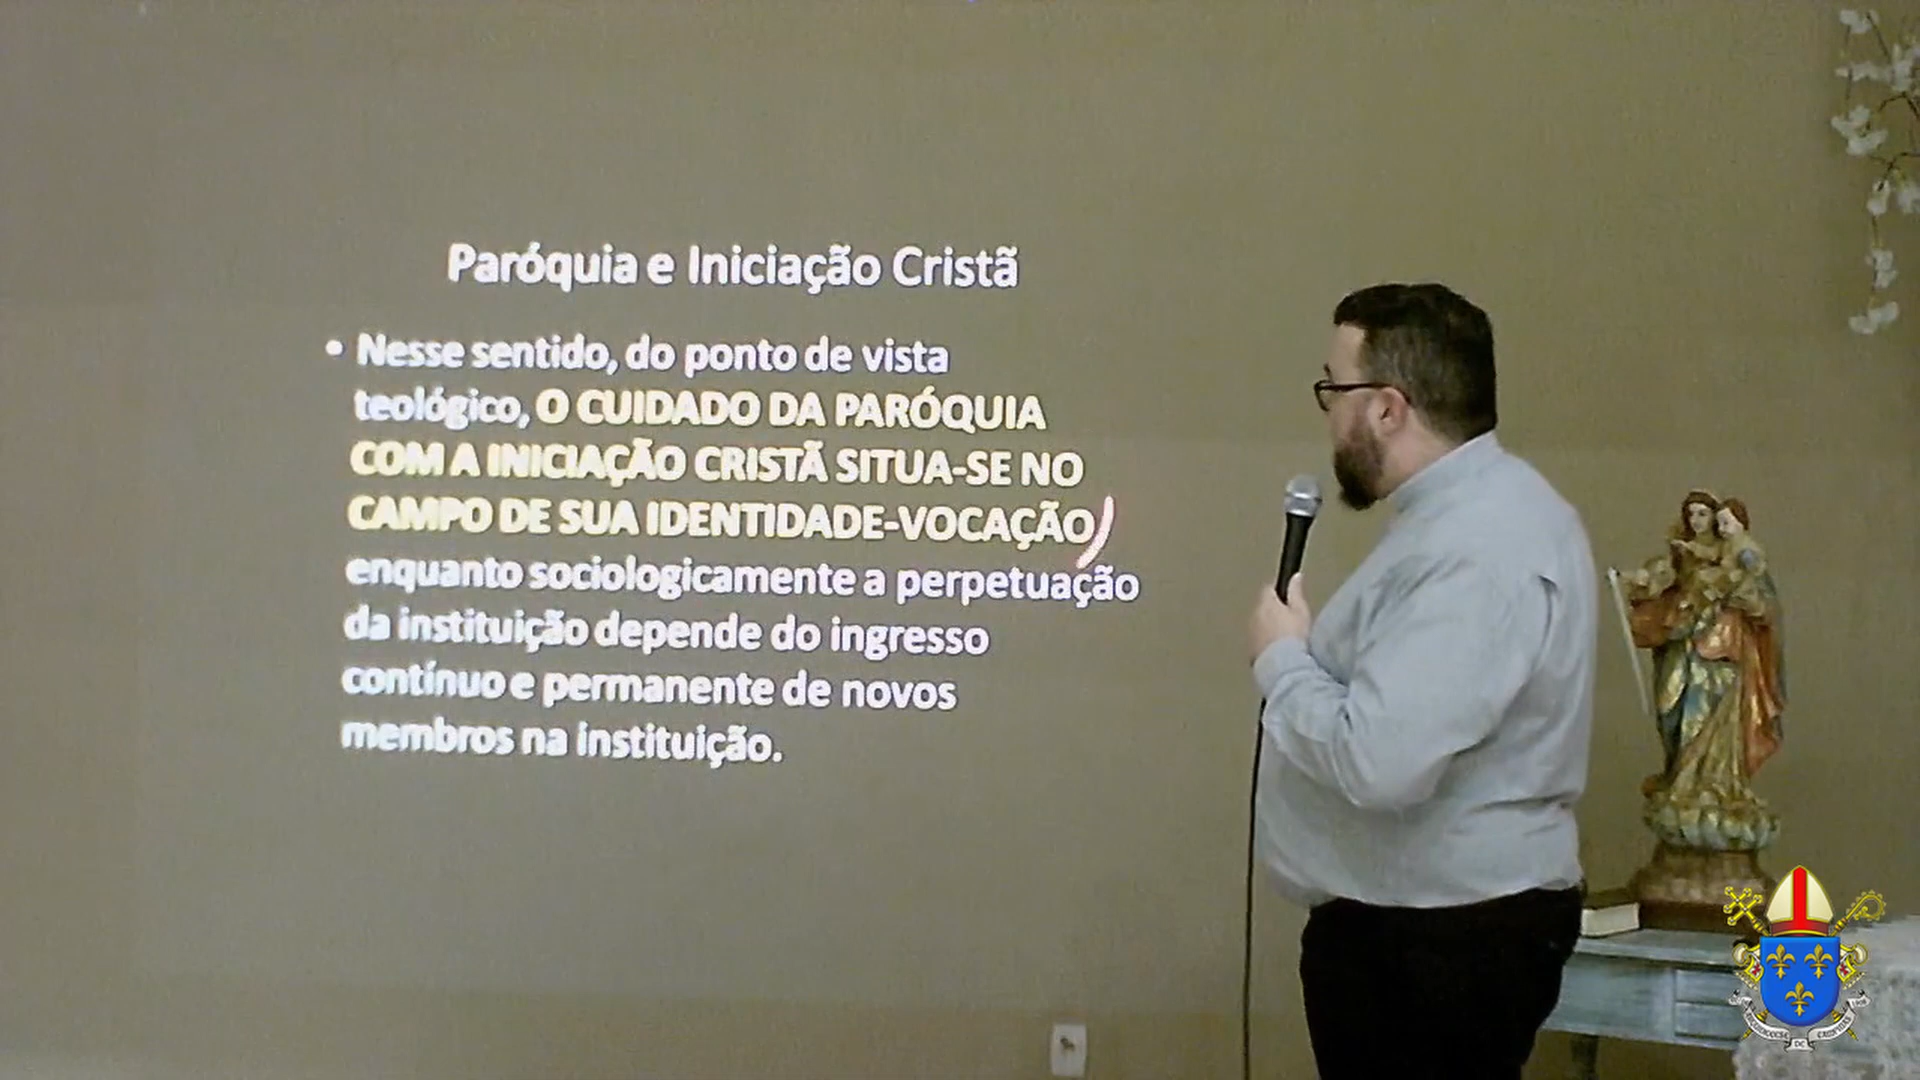 Paróquia e Iniciação Cristã
• Nesse sentido, do ponto de vista
teológico, O CUIDADO DA PARÓQUIA
COM A INICIAÇÃO CRISTÃ SITUA-SE NO
CAMPO DE SUA IDENTIDADE-VOCAÇÃO,
enquanto sociologicamente a perpetuação
da instituição depende do ingresso
contínuo e permanente de novos
membros na instituição.